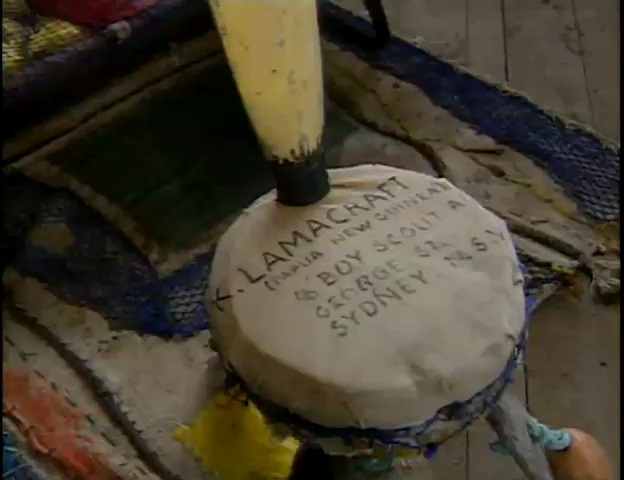 K. LAMACRAFT
(PAPUA NEW GUINEA
% BOY SCOUT A
GEORGE ST.
SYDNEY N.S.